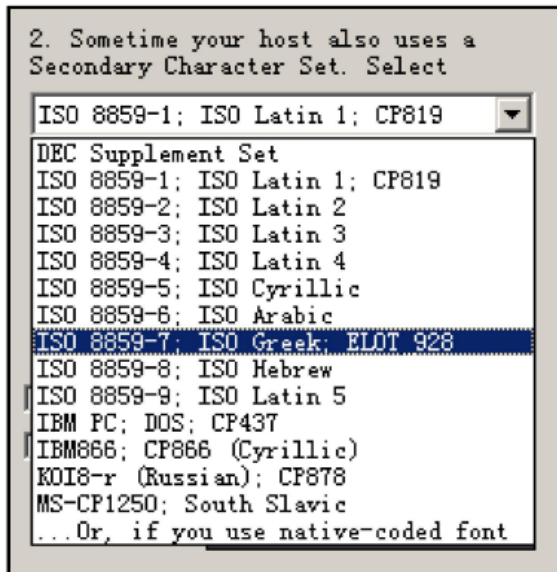 2. Sometime your host also uses a
Secondary Character Set. Select
ISO 8859-1; ISO Latin 1; CP819
DEC Supplement Set
ISO 8859-1; ISO Latin 1; CP819
ISO 8859-2; ISO Latin 2
ISO 8859-3; ISO Latin 3
ISO 8859-4; ISO Latin 4
ISO 8859-5; ISO Cyrillic
ISO 8859-6; ISO Arabic
ISO 8859-7; ISO Greek; ELOT 928
ISO 8859-8; ISO Hebrew
ISO 8859-9; ISO Latin 5
IBM PC; DOS; CP437
IBM866; CP866 (Cyrillic)
KOI8-r (Russian); CP878
MS-CP1250; South Slavic
...Or, if you use native-coded font